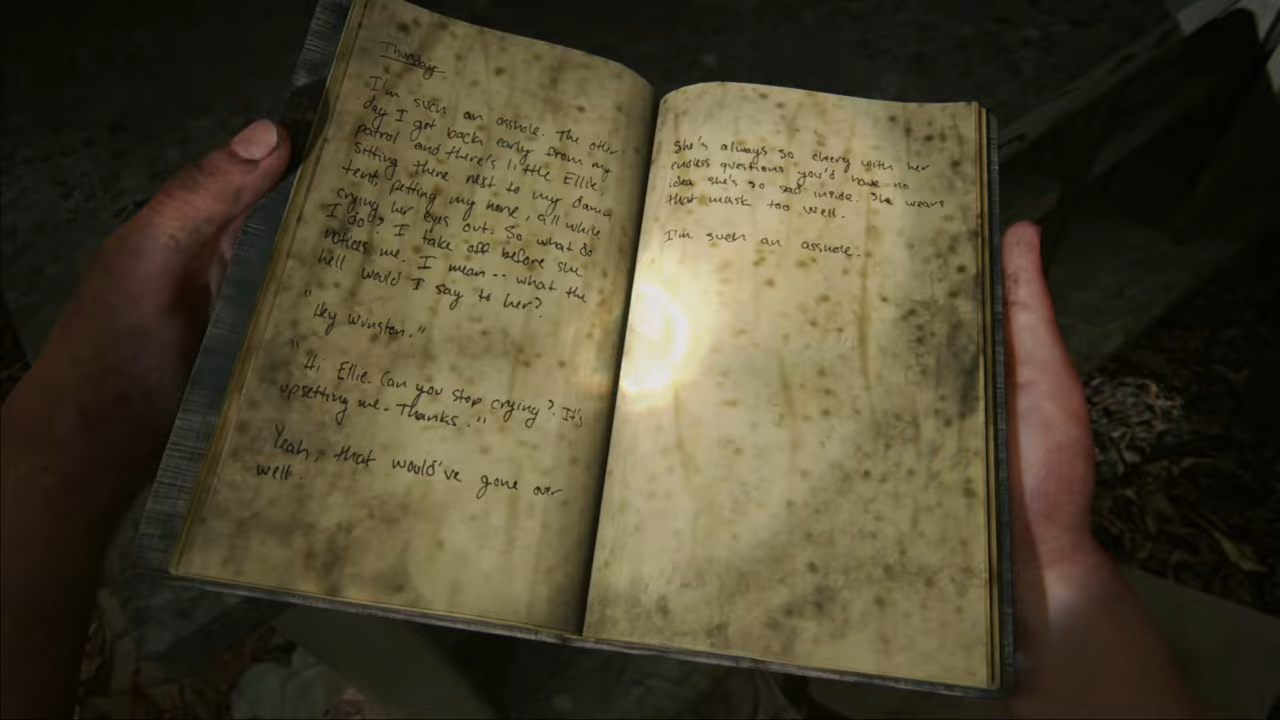 Thursday
I'm such an asshole. The other
day I got back early from my
patrol and there's little Ellie.
sitting there next to my damn
tent, petting my horse, all while
crying her eyes out. So what do
I do? I take off before she
notices me. I mean -- what the
hell would I say to her?
"
Hey Winston."
"
Hi Ellie. Can you stop crying? It's
upsetting me. Thanks."
Yeah, that would've gone over
well.
She's always so cheery with her
endless questions you'd have no
idea she's so sad inside. She wears
that mask too well.
I'm such an asshole.